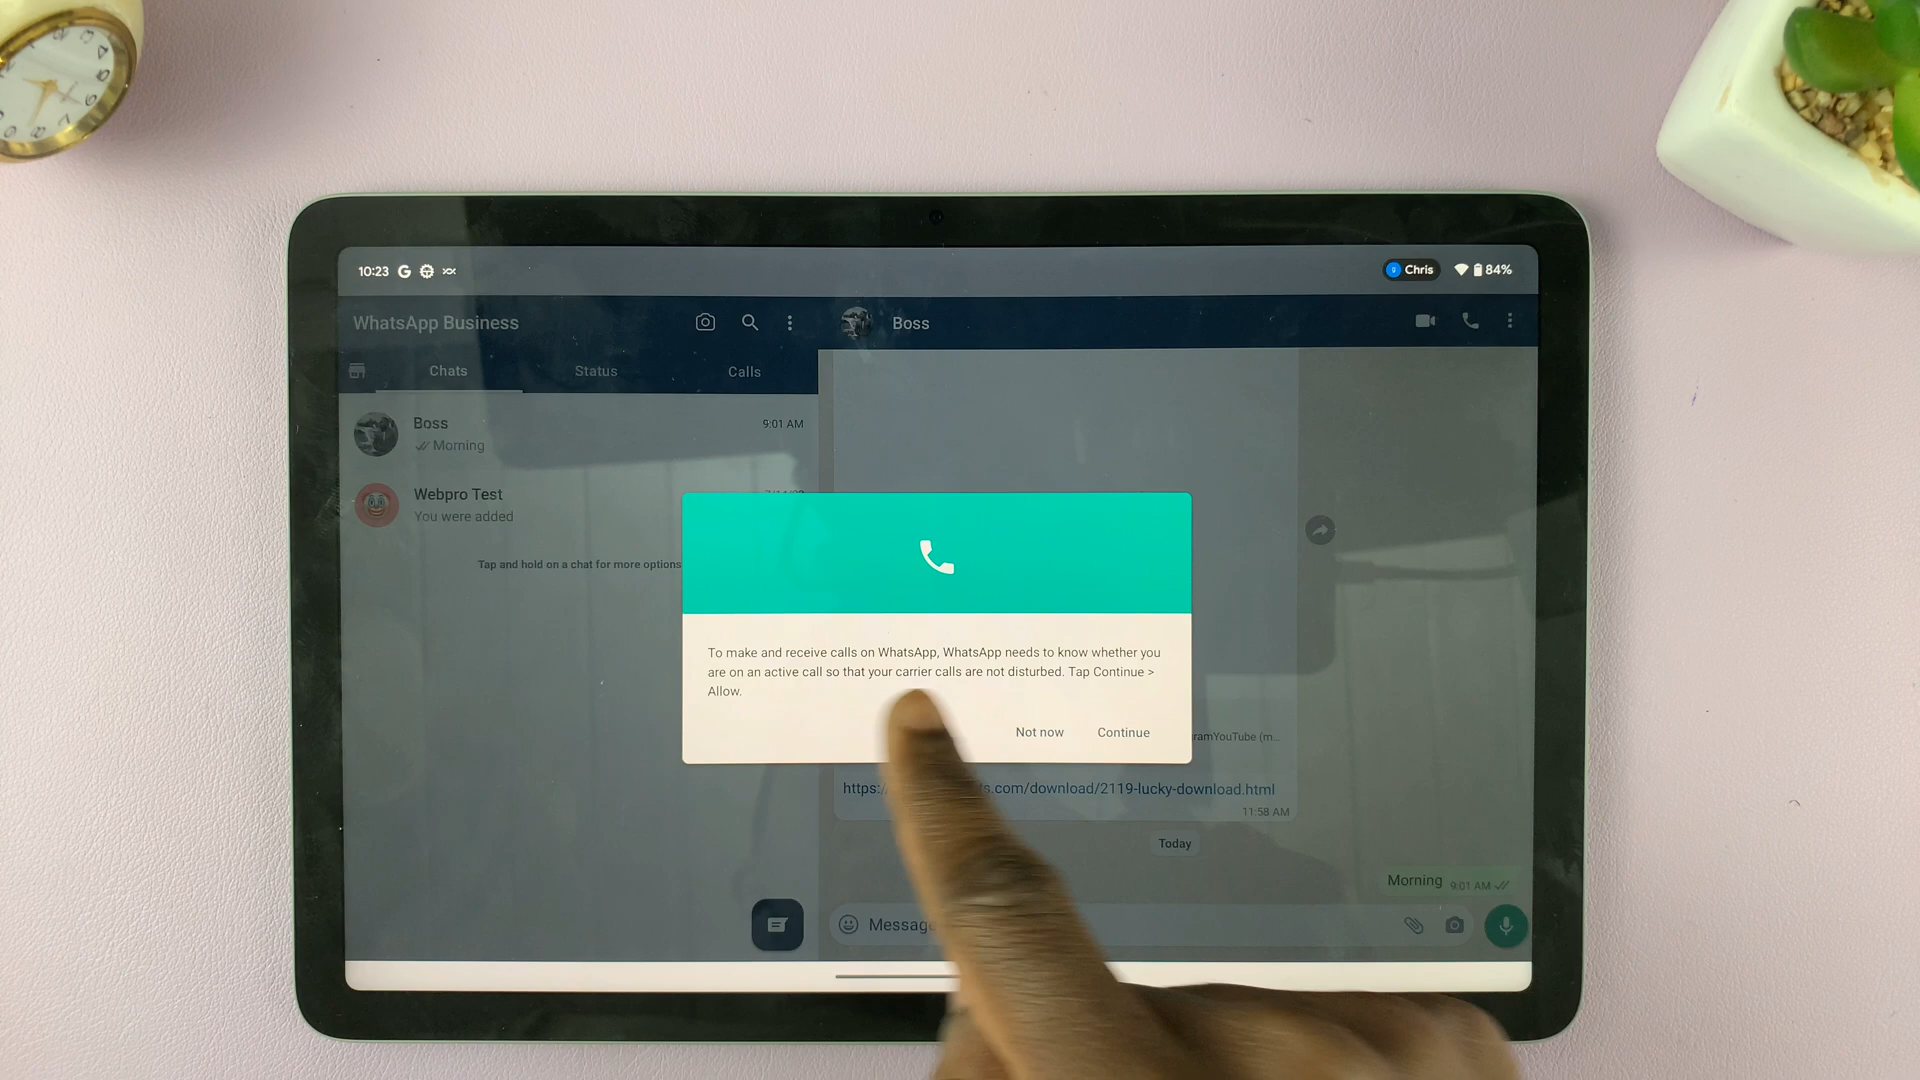 10:23
Chris
84%
WhatsApp Business
Boss
Chats
Status
Calls
Boss
9:01 AM
Morning
Webpro Test
You were added
Tap and hold on a chat for more options
To make and receive calls on WhatsApp, WhatsApp needs to know whether you
are on an active call so that your carrier calls are not disturbed. Tap Continue >
Allow.
Not now
Continue
ramYouTube (m...
https:/
s.com/download/2119-lucky-download.html
11:58 AM
Today
Morning 9:01 AM
Message